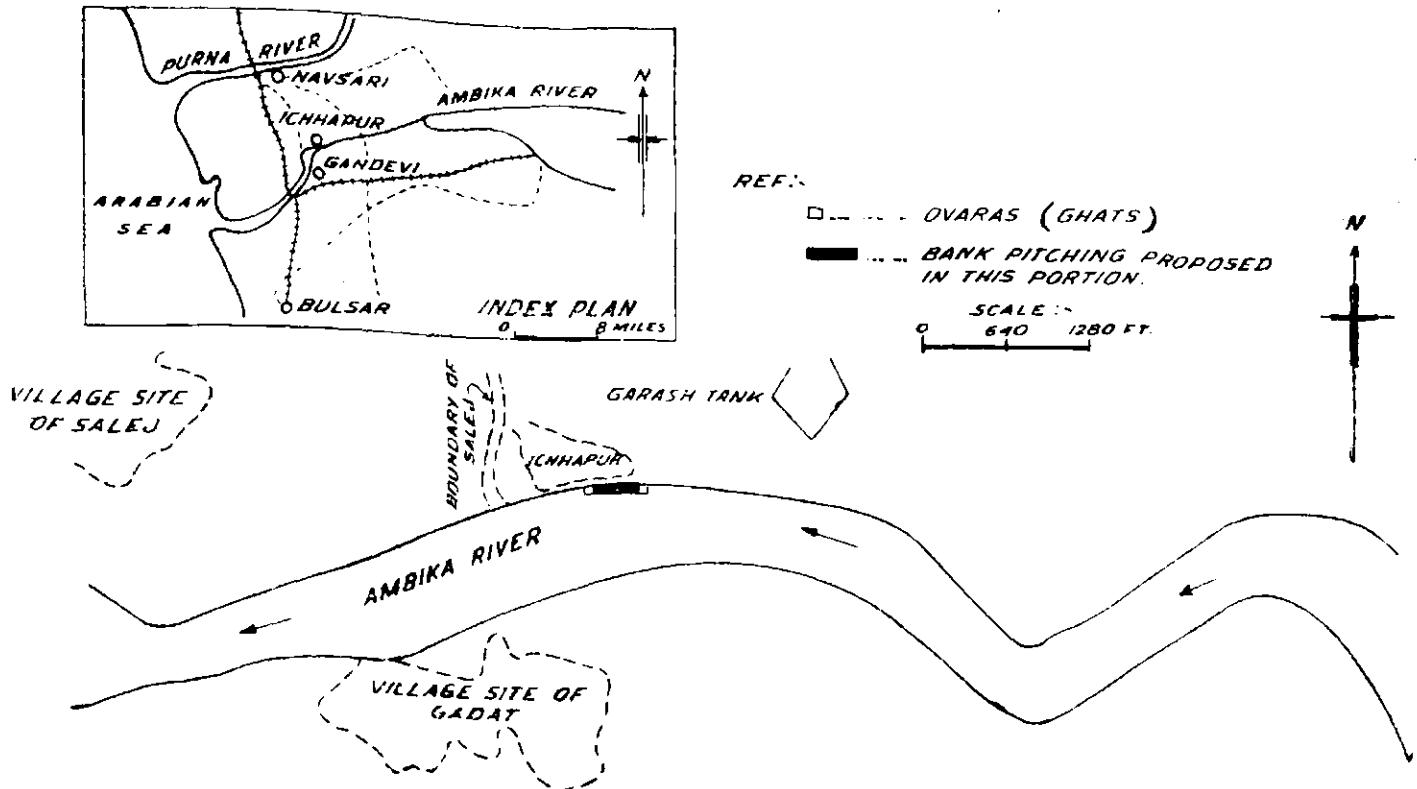 PURNA RIVER
NAVSARI
N
AMBIKA RIVER
ICHHAPUR
GANDEVI
ARABIAN
SEA
BULSAR
INDEX PLAN
0 8 MILES
REF:-
OVARAS (GHATS)
BANK PITCHING PROPOSED
IN THIS PORTION.
SCALE :-
0 640 1280 FT.
N
VILLAGE SITE
OF SALEJ
BOUNDARY OF
SALEJ
ICHHAPUR
GARASH TANK
AMBIKA RIVER
VILLAGE SITE OF
GADAT